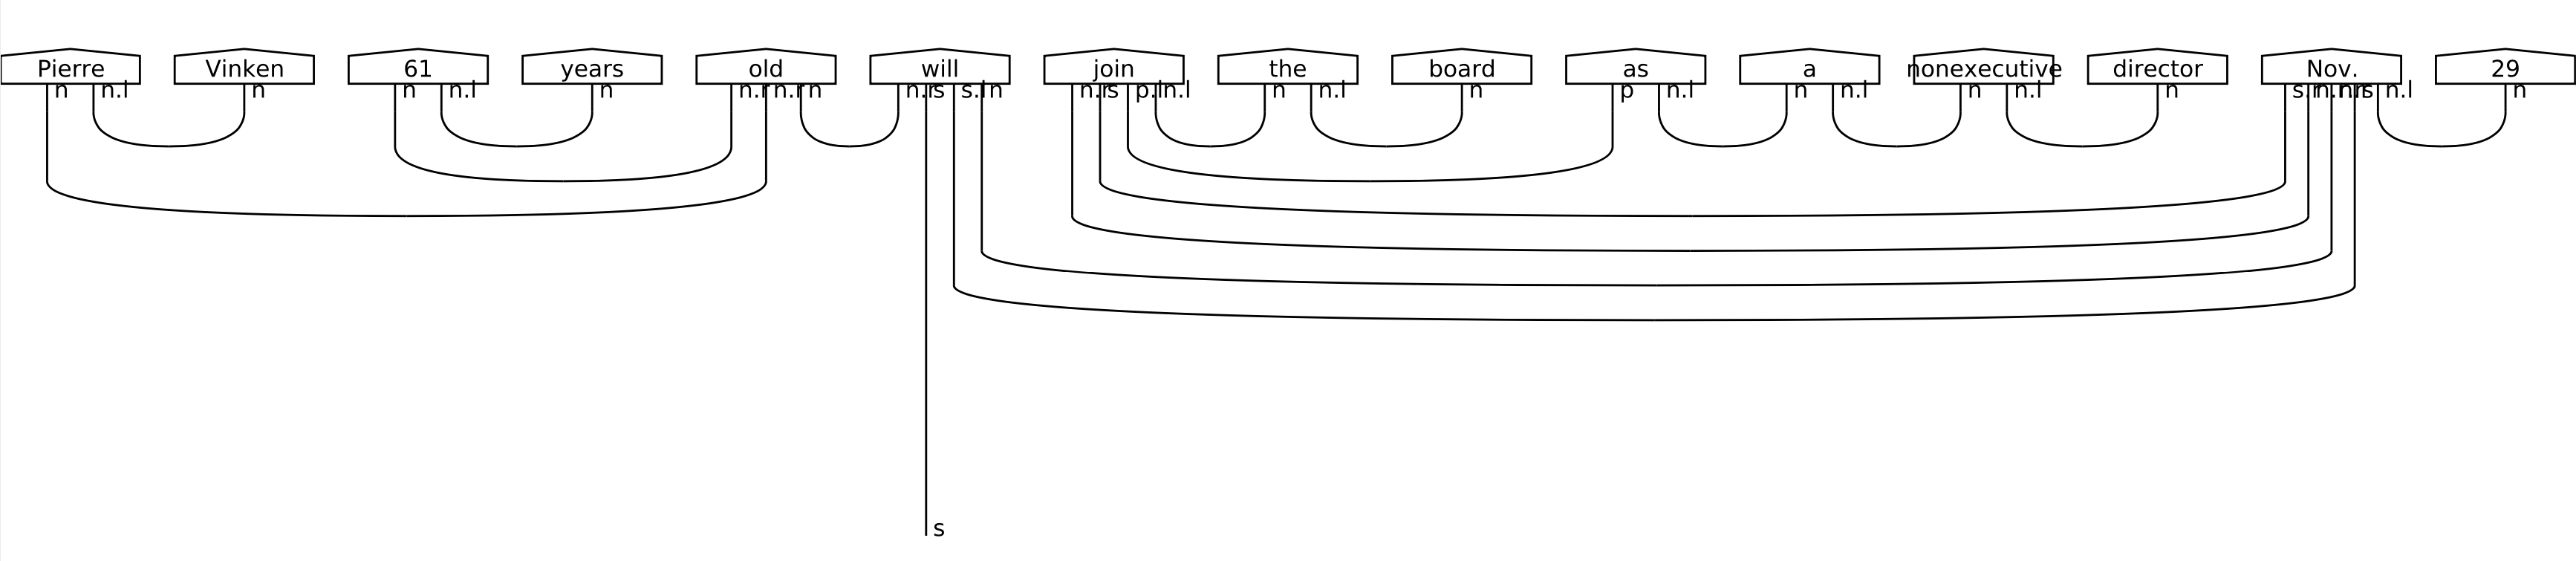 Pierre Vinken 61 years old will join the board as a nonexecutive director Nov. 29
n n.l n n n.l n n.r n.r n n.r s s.l n n.r s p.l n.l n n.l n p n.l n n.l n n.l n s.r n.r n n.r s n.l n
s